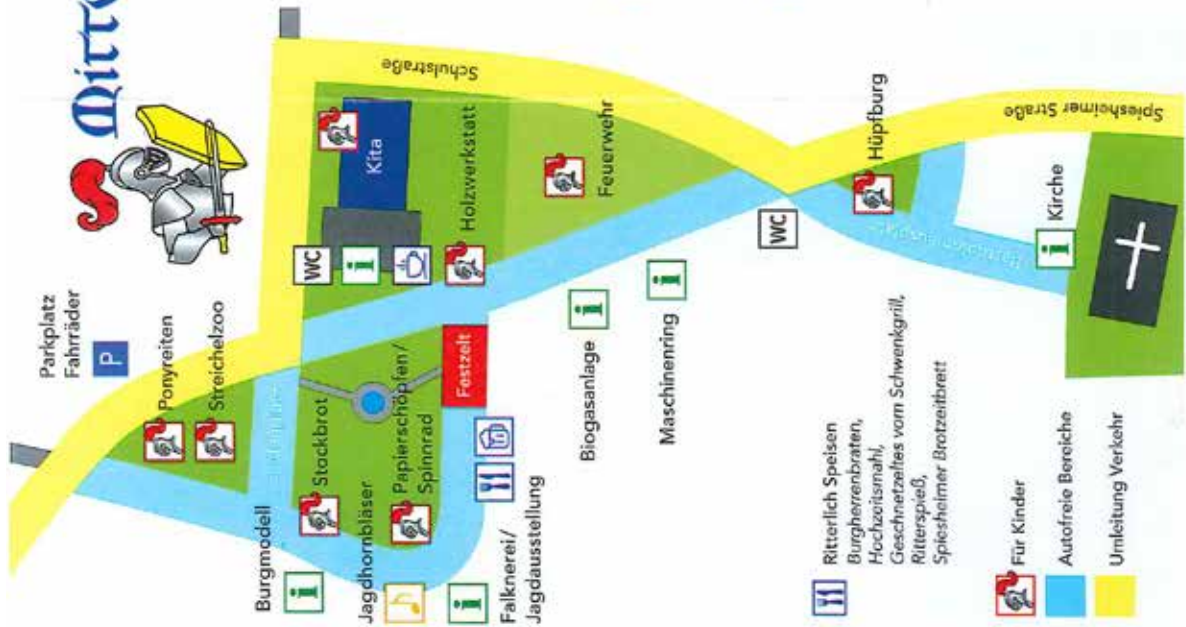 Mitte
Parkplatz
Fahrräder
P
Ponyreiten
Streichelzoo
Burgmodell
i
Stockbrot
Jagdhornbläser
Papierschöpfen/
Spinnrad
i
Falknerei/
Jagdausstellung
Festzelt
WC
i
Kita
Holzwerkstatt
Schulstraße
Feuerwehr
Biogasanlage
i
Maschinenring
i
WC
Hüpfburg
Spiesheimer Straße
i
Kirche
Ritterlich Speisen
Burgherrenbraten,
Hochzeitsmahl,
Geschnetzeltes vom Schwenkgrill,
Ritterspieß,
Spiesheimer Brotzeitbrett
Für Kinder
Autofreie Bereiche
Umleitung Verkehr